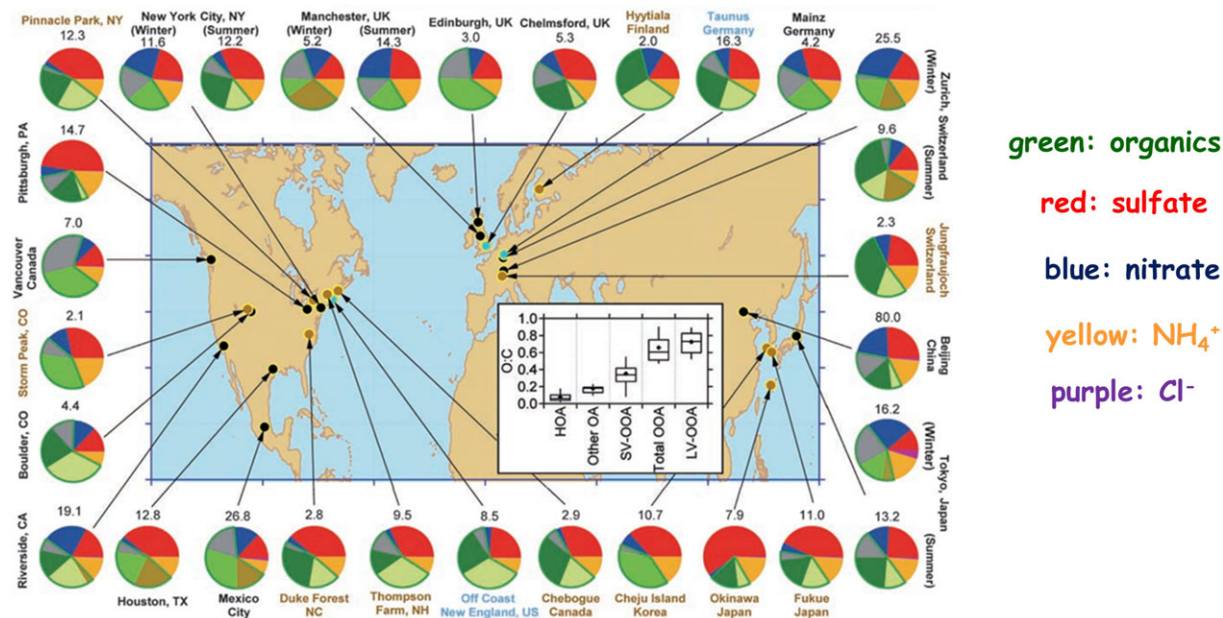 Pinnacle Park, NY
12.3
New York City, NY
(Winter) (Summer)
11.6 12.2
Manchester, UK
(Winter) (Summer)
5.2 14.3
Edinburgh, UK
3.0
Chelmsford, UK
5.3
Hyytiala
Finland
2.0
Taunus
Germany
16.3
Mainz
Germany
4.2
25.5
(Winter)
Zurich, Switzerland
9.6
(Summer)
Pittsburgh, PA
14.7
2.3
Jungfraujoch
Switzerland
Vancouver
Canada
7.0
80.0
Beijing
China
Storm Peak, CO
2.1
16.2
(Winter)
Tokyo, Japan
Boulder, CO
4.4
13.2
(Summer)
Riverside, CA
19.1
12.8
Houston, TX
26.8
Mexico
City
2.8
Duke Forest
NC
9.5
Thompson
Farm, NH
8.5
Off Coast
New England, US
2.9
Chebogue
Canada
10.7
Cheju Island
Korea
7.9
Okinawa
Japan
11.0
Fukue
Japan
O:C
1.0
0.8
0.6
0.4
0.2
0.0
HOA
Other OA
SV-OOA
Total OOA
LV-OOA
green: organics
red: sulfate
blue: nitrate
yellow: NH₄⁺
purple: Cl⁻